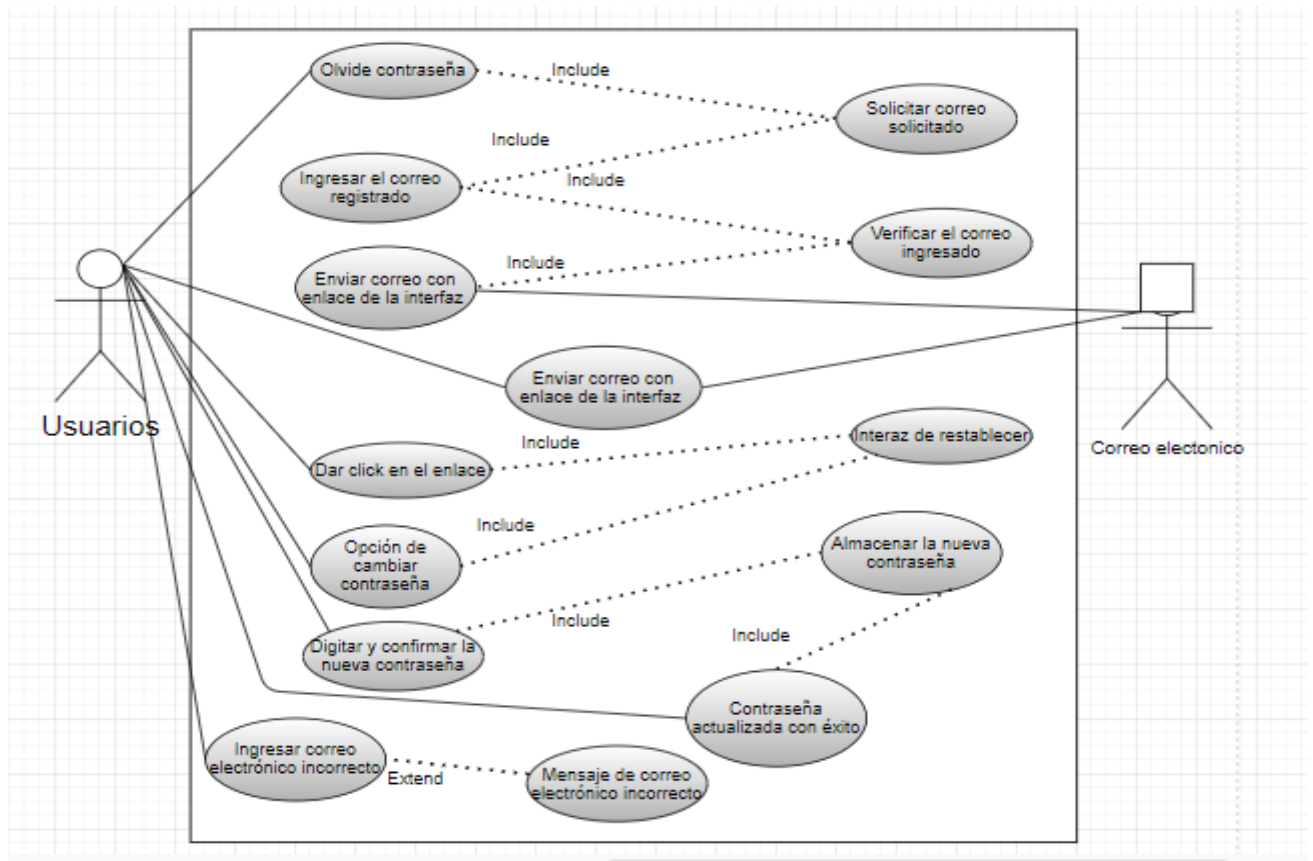 Olvide contraseña
Include
Solicitar correo
solicitado
Include
Ingresar el correo
registrado
Include
Verificar el correo
ingresado
Include
Enviar correo con
enlace de la interfaz
Enviar correo con
enlace de la interfaz
Usuarios
Correo electonico
Include
Interaz de restablecer
Dar click en el enlace
Include
Opción de
cambiar
contraseña
Almacenar la nueva
contraseña
Include
Digitar y confirmar la
nueva contraseña
Include
Contraseña
actualizada con éxito
Ingresar correo
electrónico incorrecto
Extend
Mensaje de correo
electrónico incorrecto